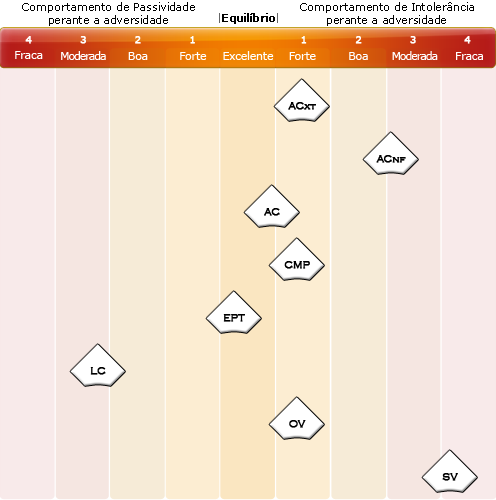 Comportamento de Passividade
perante a adversidade
|Equilíbrio|
Comportamento de Intolerância
perante a adversidade
4 3 2 1 1 2 3 4
Fraca Moderada Boa Forte Excelente Forte Boa Moderada Fraca
ACXT
ACNF
AC
CMP
EPT
LC
OV
SV